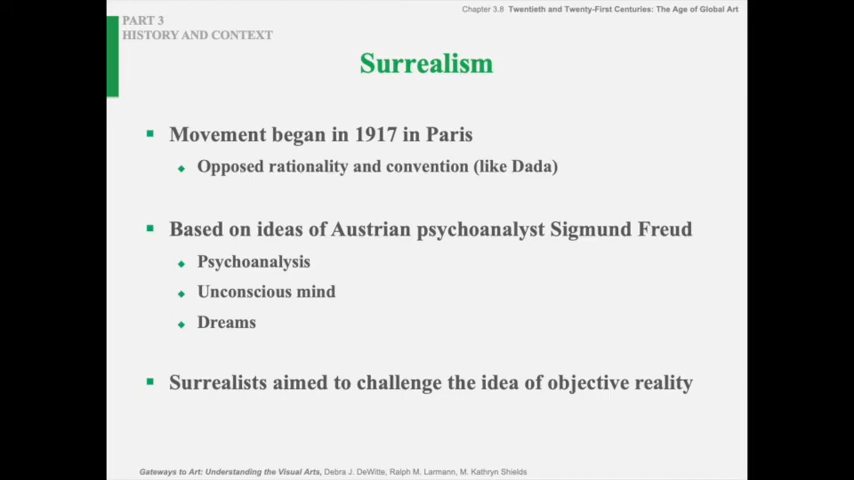 Chapter 3.8 Twentieth and Twenty-First Centuries: The Age of Global Art
PART 3
HISTORY AND CONTEXT
Surrealism
Movement began in 1917 in Paris
Opposed rationality and convention (like Dada)
Based on ideas of Austrian psychoanalyst Sigmund Freud
Psychoanalysis
Unconscious mind
Dreams
Surrealists aimed to challenge the idea of objective reality
Gateways to Art: Understanding the Visual Arts, Debra J. DeWitte, Ralph M. Larmann, M. Kathryn Shields